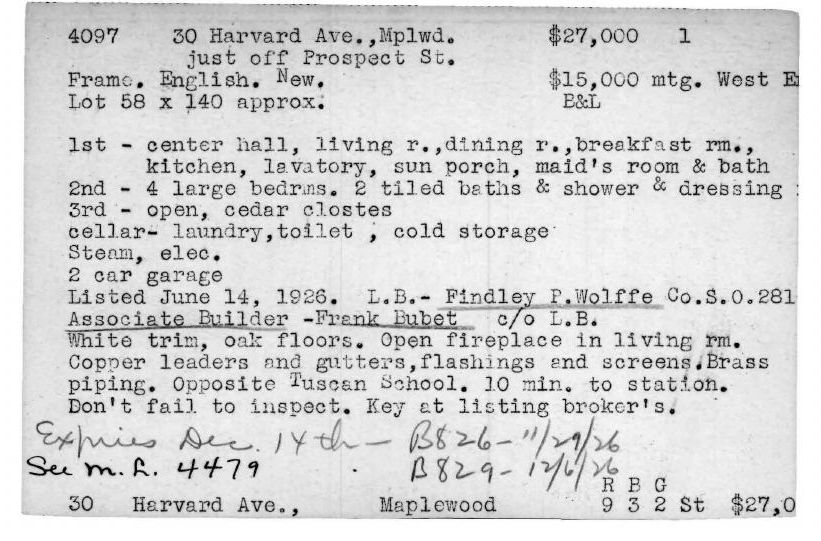 4097 30 Harvard Ave.,Mplwd. $27,000 1
just off Prospect St.
Frame. English. New. $15,000 mtg. West
Lot 58 x 140 approx. B&L
1st - center hall, living r.,dining r.,breakfast rm.,
kitchen, lavatory, sun porch, maid's room & bath
2nd - 4 large bedrms. 2 tiled baths & shower & dressing
3rd - open, cedar clostes
cellar- laundry,toilet , cold storage
Steam, elec.
2 car garage
Listed June 14, 1926. L.B.- Findley P.Wolffe Co.S.O.281
Associate Builder -Frank Bubet c/o L.B.
White trim, oak floors. Open fireplace in living rm.
Copper leaders and gutters,flashings and screens.Brass
piping. Opposite Tuscan School. 10 min. to station.
Don't fail to inspect. Key at listing broker's.
Expries Dec. 14th - B826 - 11/29/26
See M.L. 4479 B829 - 12/6/26
R B G
30 Harvard Ave., Maplewood 9 3 2 St $27,0